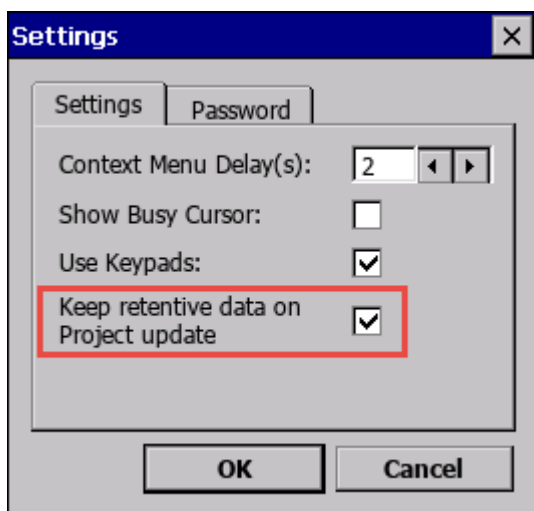 Settings
Settings
Password
Context Menu Delay(s):
2
Show Busy Cursor:
Use Keypads:
Keep retentive data on
Project update
OK
Cancel